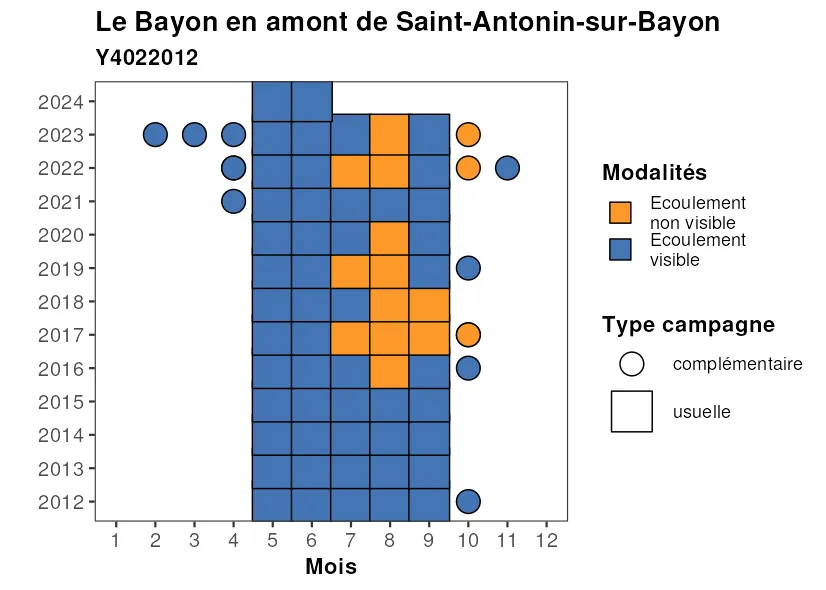 Le Bayon en amont de Saint-Antonin-sur-Bayon
Y4022012
2024
2023
2022
2021
2020
2019
2018
2017
2016
2015
2014
2013
2012
1 2 3 4 5 6 7 8 9 10 11 12
Mois
Modalités
Ecoulement
non visible
Ecoulement
visible
Type campagne
complémentaire
usuelle